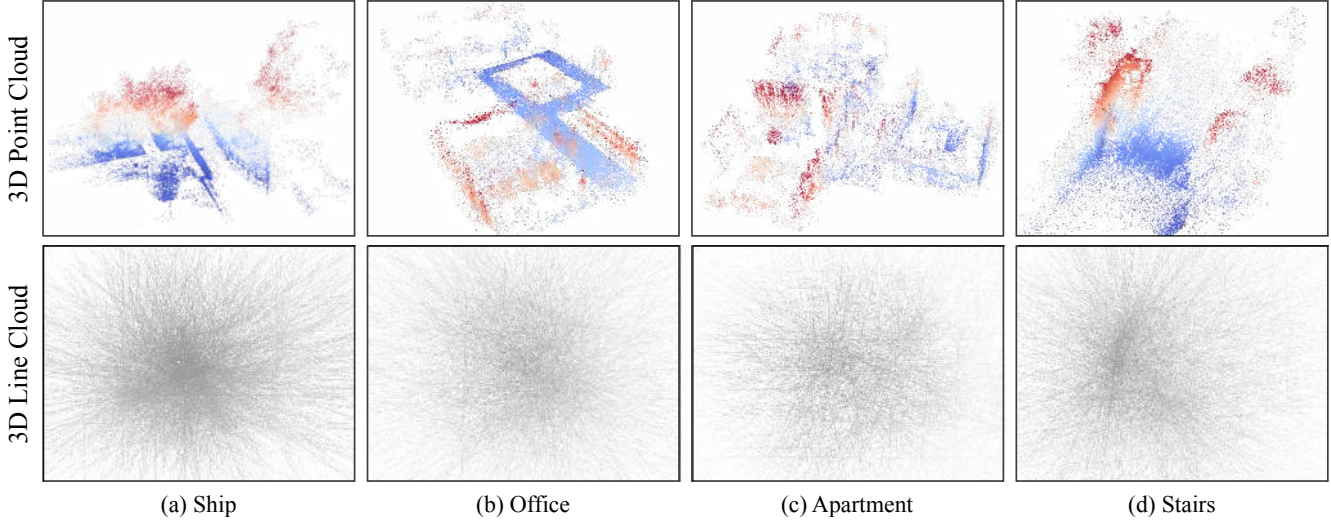 3D Point Cloud
3D Line Cloud
(a) Ship
(b) Office
(c) Apartment
(d) Stairs